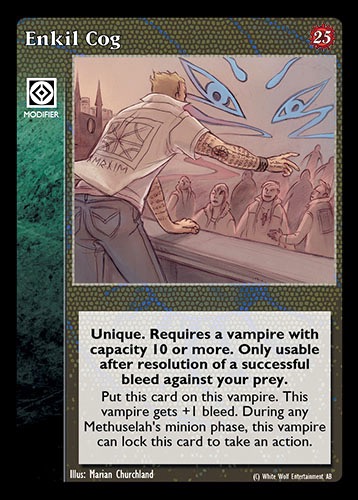 Enkil Cog
25
MODIFIER
Unique. Requires a vampire with
capacity 10 or more. Only usable
after resolution of a successful
bleed against your prey.
Put this card on this vampire. This
vampire gets +1 bleed. During any
Methuselah's minion phase, this vampire
can lock this card to take an action.
Illus: Marian Churchland
(C) White Wolf Entertainment AB